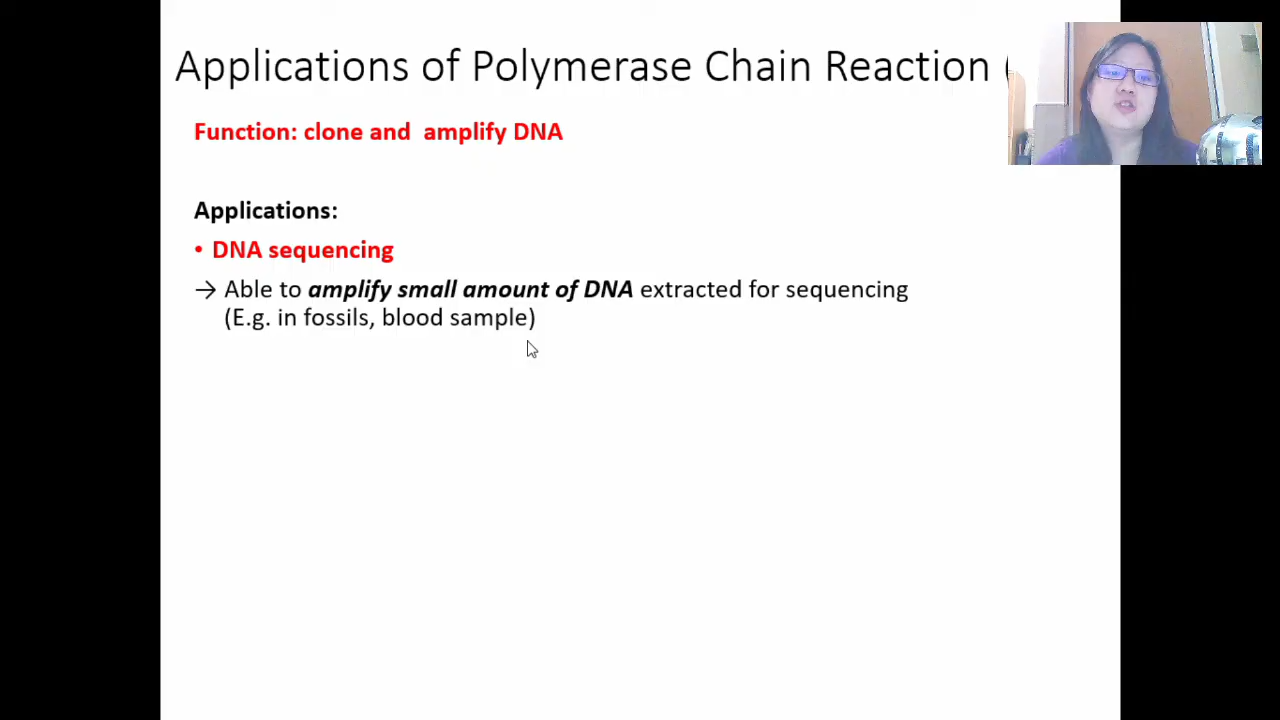 Applications of Polymerase Chain Reaction (
Function: clone and  amplify DNA
Applications:
• DNA sequencing
→ Able to amplify small amount of DNA extracted for sequencing
(E.g. in fossils, blood sample)